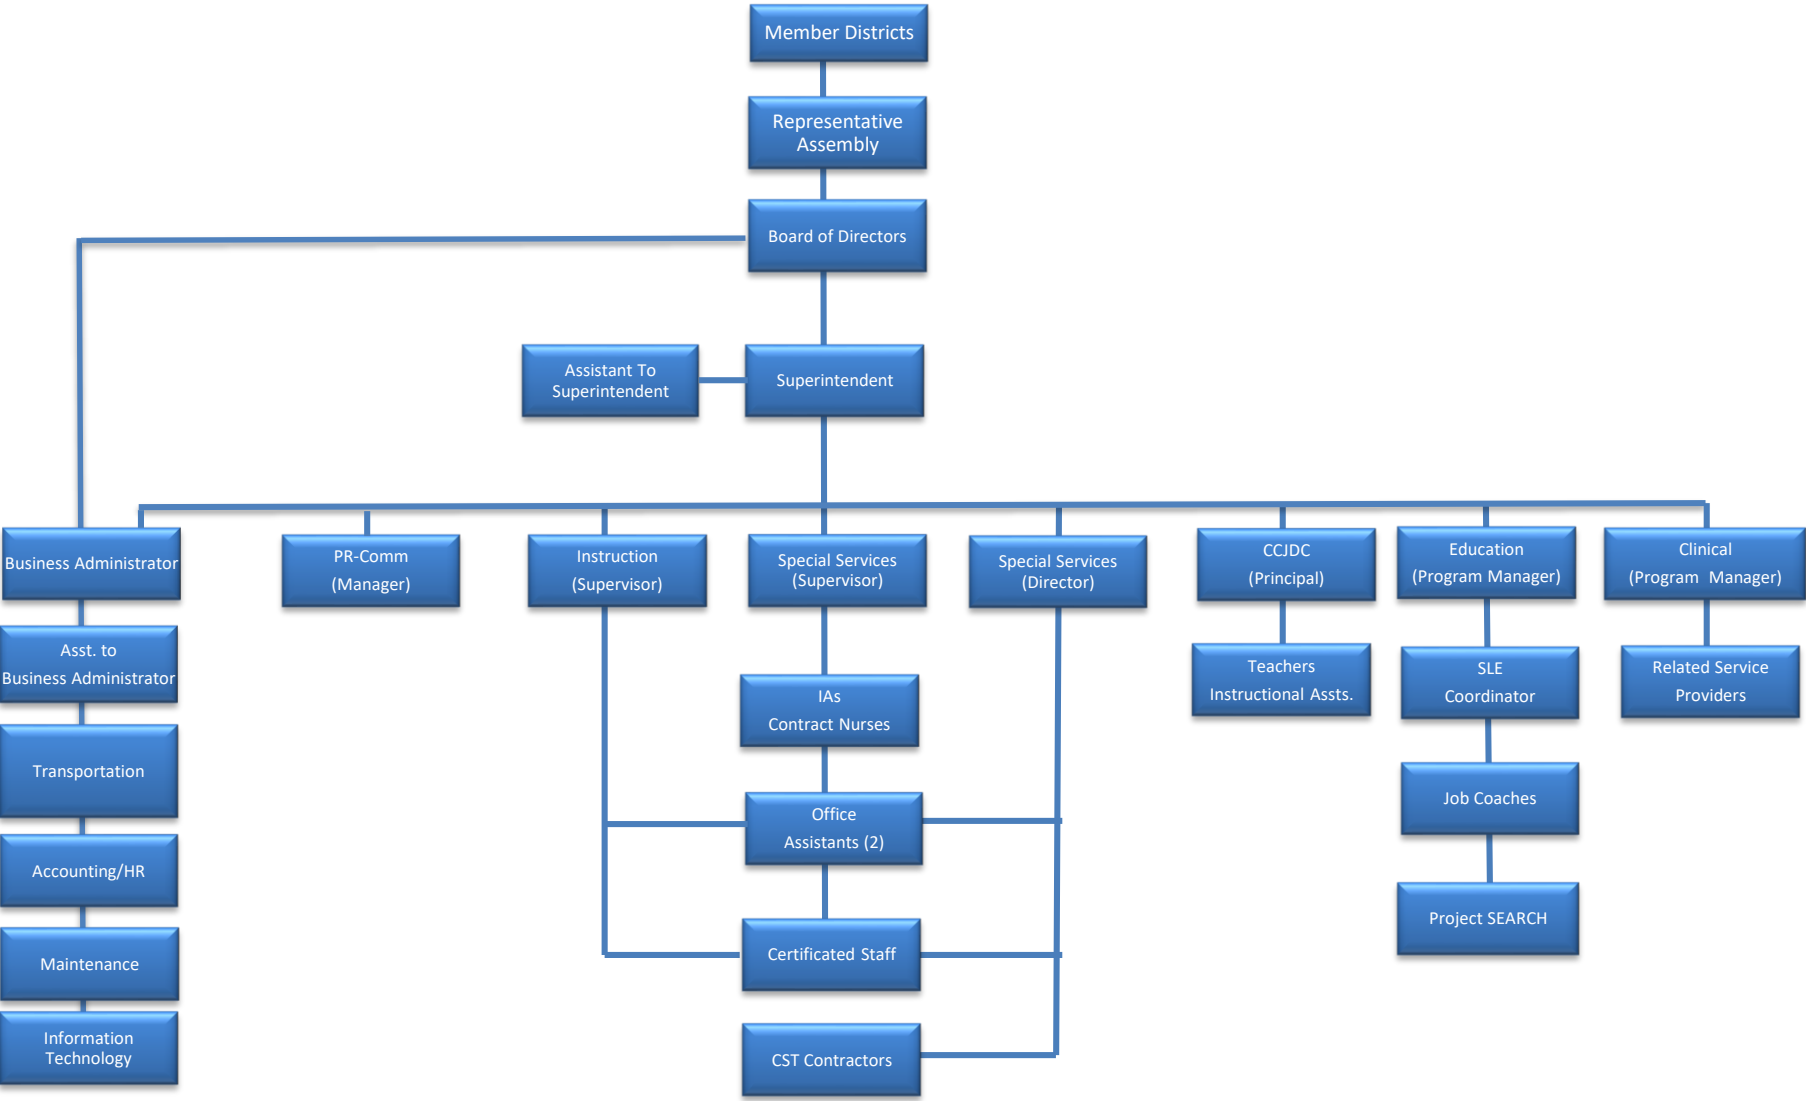 Member Districts
Representative
Assembly
Board of Directors
Assistant To
Superintendent
Superintendent
Business Administrator
PR-Comm
(Manager)
Instruction
(Supervisor)
Special Services
(Supervisor)
Special Services
(Director)
CCJDC
(Principal)
Education
(Program Manager)
Clinical
(Program Manager)
Asst. to
Business Administrator
Teachers
Instructional Assts.
SLE
Coordinator
Related Service
Providers
IAs
Contract Nurses
Transportation
Job Coaches
Office
Assistants (2)
Accounting/HR
Project SEARCH
Certificated Staff
Maintenance
Information
Technology
CST Contractors